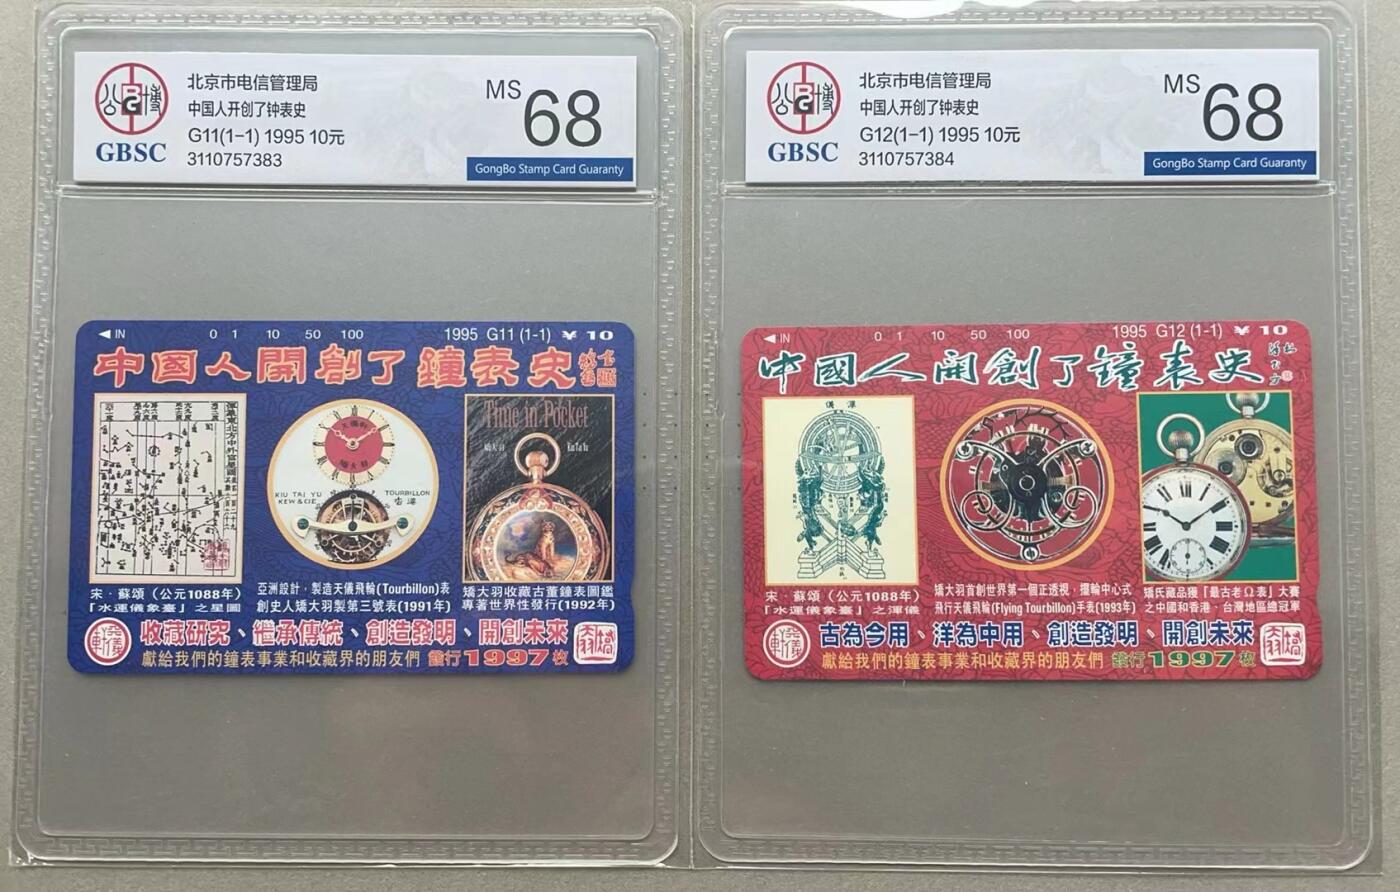 北京市电信管理局
中国人开创了钟表史
G11(1-1) 1995 10元
3110757383
GBSC
MS 68
GongBo Stamp Card Guaranty
◀ IN 0 1 10 50 100 1995 G11 (1-1) ¥ 10
中國人開創了鐘表史
Time in Pocket
矯大羽 Kiu Tai Yu
KIU TAI YU TOURBILLON
KEW & CIE
宋·蘇頌（公元1088年）
「水運儀象臺」之星圖
亞洲設計，製造天儀飛輪(Tourbillon)表
創史人矯大羽製第三號表(1991年)
矯大羽收藏古董鐘表圖鑑
專著世界性發行(1992年)
收藏研究、繼承傳統、創造發明、開創未來
獻給我們的鐘表事業和收藏界的朋友們 發行1997枚
北京市电信管理局
中国人开创了钟表史
G12(1-1) 1995 10元
3110757384
GBSC
MS 68
GongBo Stamp Card Guaranty
◀ IN 0 1 10 50 100 1995 G12 (1-1) ¥ 10
中國人開創了鐘表史
渾儀
宋·蘇頌（公元1088年）
「水運儀象臺」之渾儀
矯大羽首創世界第一個正透視，擺輪中心式
飛行天儀飛輪(Flying Tourbillon)手表(1993年)
矯氏藏品獲「最古老Ω表」大賽
之中國和香港、台灣地區總冠軍
古為今用、洋為中用、創造發明、開創未來
獻給我們的鐘表事業和收藏界的朋友們 發行1997枚